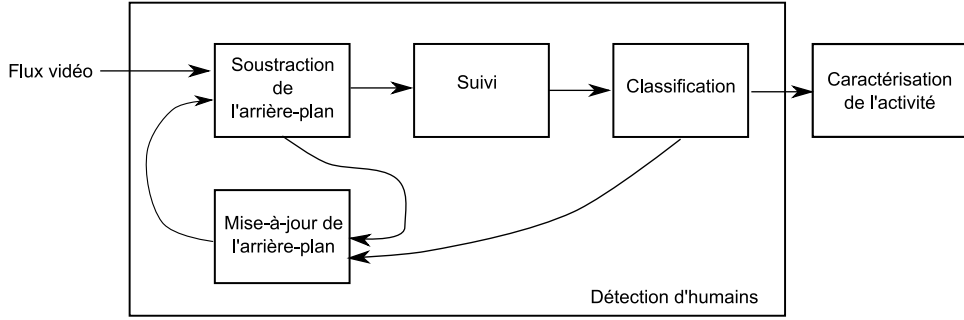 Flux vidéo
Soustraction
de
l'arrière-plan
Suivi
Classification
Caractérisation
de l'activité
Mise-à-jour de
l'arrière-plan
Détection d'humains